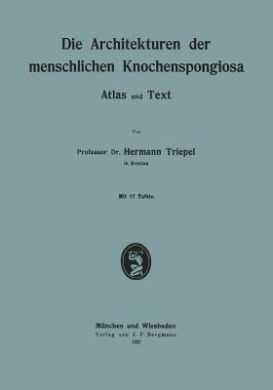 Die Architekturen der
menschlichen Knochenspongiosa
Atlas und Text
Von
Professor Dr. Hermann Triepel
in Breslau
Mit 17 Tafeln
München und Wiesbaden
Verlag von J. F. Bergmann